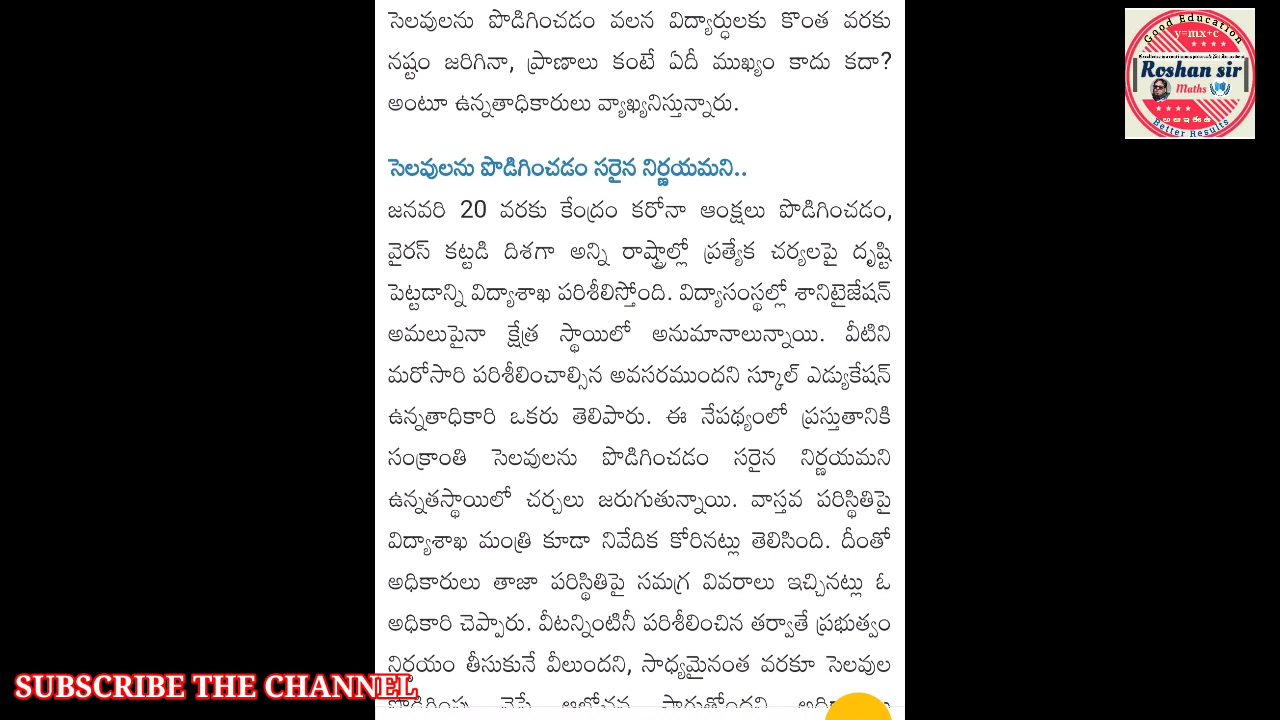 సెలవులను పొడిగించడం వలన విద్యార్థులకు కొంత వరకు
నష్టం జరిగినా, ప్రాణాలు కంటే ఏదీ ముఖ్యం కాదు కదా?
అంటూ ఉన్నతాధికారులు వ్యాఖ్యనిస్తున్నారు.
సెలవులను పొడిగించడం సరైన నిర్ణయమని..
జనవరి 20 వరకు కేంద్రం కరోనా ఆంక్షలు పొడిగించడం,
వైరస్ కట్టడి దిశగా అన్ని రాష్ట్రాల్లో ప్రత్యేక చర్యలపై దృష్టి
పెట్టడాన్ని విద్యాశాఖ పరిశీలిస్తోంది. విద్యాసంస్థల్లో శానిటైజేషన్
అమలుపైనా క్షేత్ర స్థాయిలో అనుమానాలున్నాయి. వీటిని
మరోసారి పరిశీలించాల్సిన అవసరముందని స్కూల్ ఎడ్యుకేషన్
ఉన్నతాధికారి ఒకరు తెలిపారు. ఈ నేపథ్యంలో ప్రస్తుతానికి
సంక్రాంతి సెలవులను పొడిగించడం సరైన నిర్ణయమని
ఉన్నతస్థాయిలో చర్చలు జరుగుతున్నాయి. వాస్తవ పరిస్థితిపై
విద్యాశాఖ మంత్రి కూడా నివేదిక కోరినట్లు తెలిసింది. దీంతో
అధికారులు తాజా పరిస్థితిపై సమగ్ర వివరాలు ఇచ్చినట్లు ఓ
అధికారి చెప్పారు. వీటన్నింటినీ పరిశీలించిన తర్వాతే ప్రభుత్వం
నిర్ణయం తీసుకునే వీలుందని, సాధ్యమైనంత వరకూ సెలవుల
Good Education
y=mx+c
Roshan sir
Maths
Better Results
SUBSCRIBE THE CHANNEL